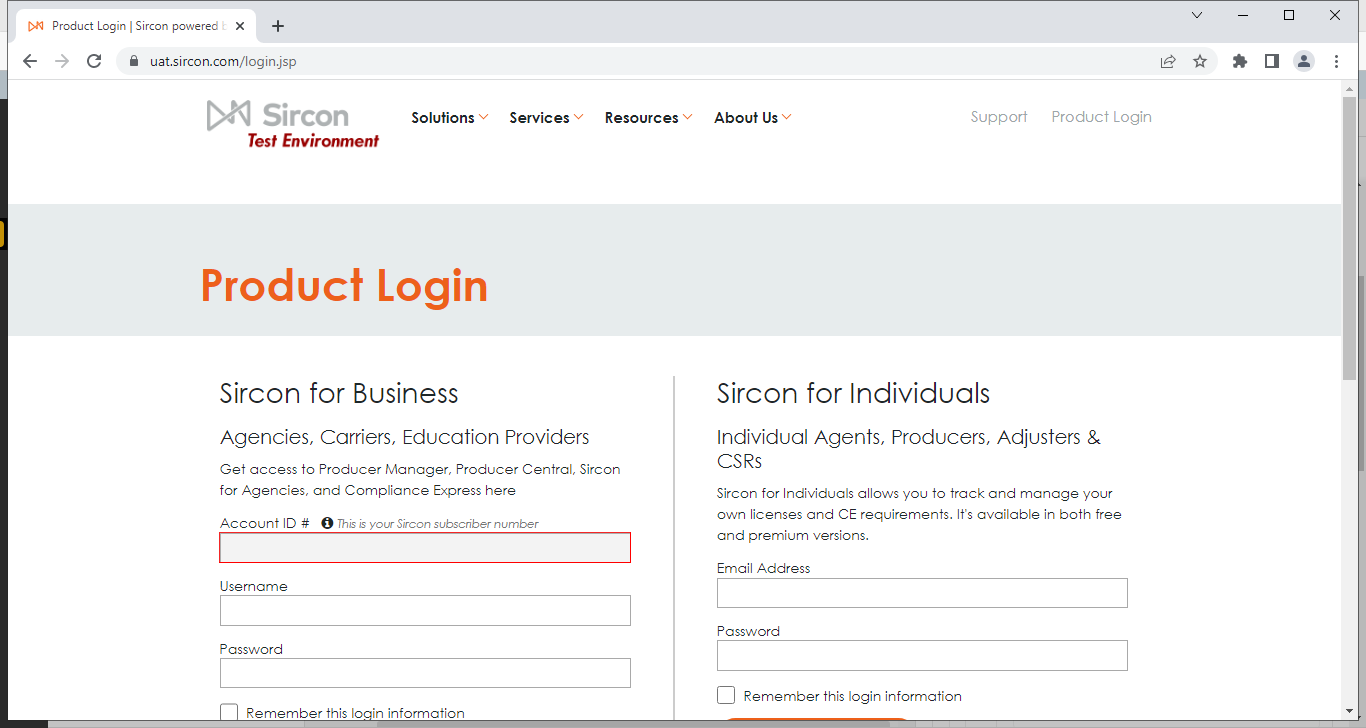 Product Login | Sircon powered b
uat.sircon.com/login.jsp
Sircon
Test Environment
Solutions
Services
Resources
About Us
Support
Product Login
Product Login
Sircon for Business
Agencies, Carriers, Education Providers
Get access to Producer Manager, Producer Central, Sircon
for Agencies, and Compliance Express here
Account ID # This is your Sircon subscriber number
Username
Password
Remember this login information
Sircon for Individuals
Individual Agents, Producers, Adjusters &
CSRs
Sircon for Individuals allows you to track and manage your
own licenses and CE requirements. It's available in both free
and premium versions.
Email Address
Password
Remember this login information